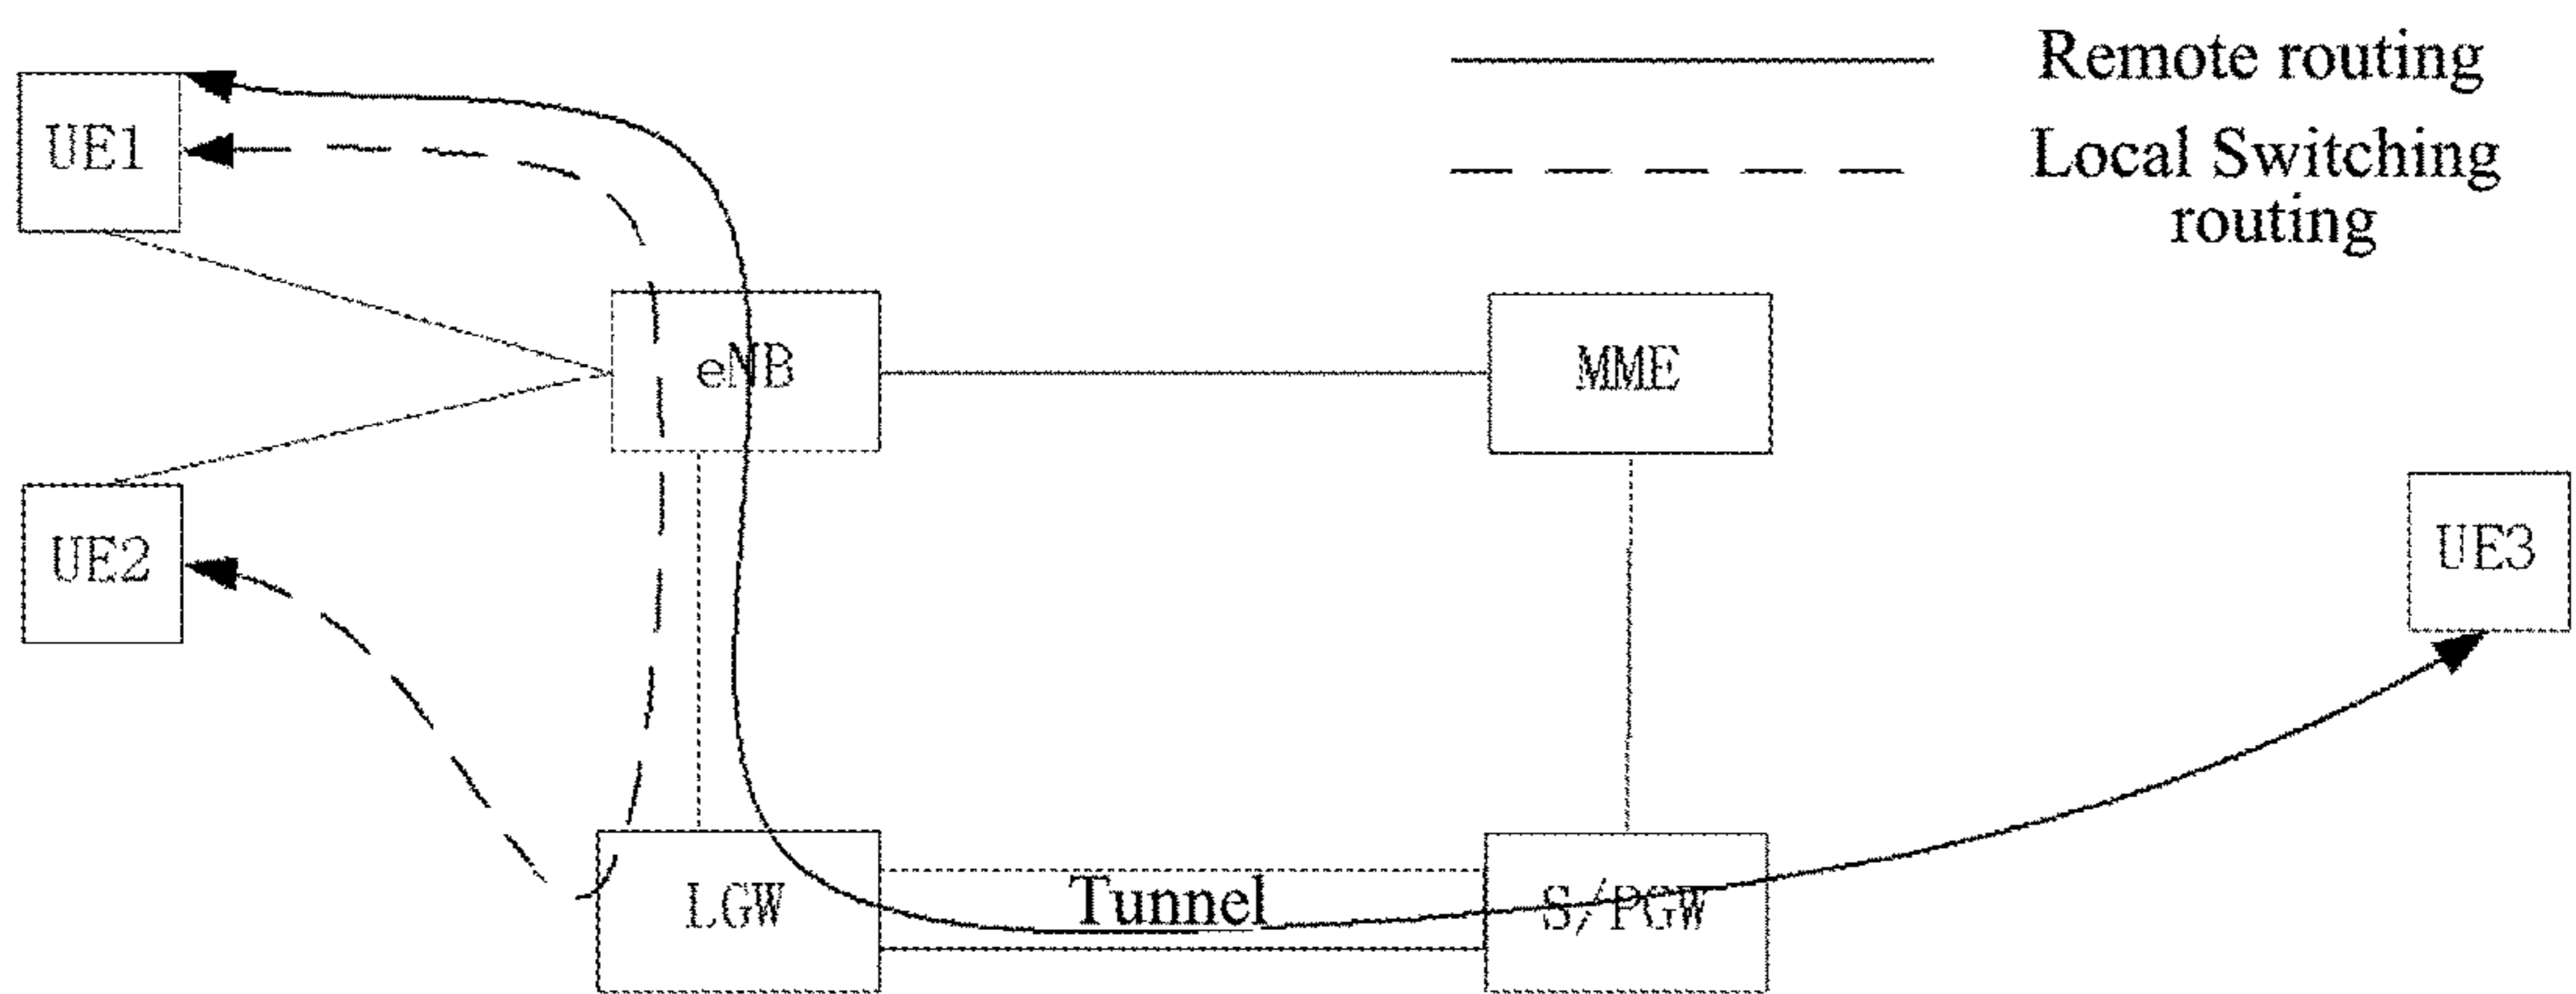 Remote routing
UE1
Local Switching
routing
eNB
MME
UE2
UE3
LGW
Tunnel
S/PGW